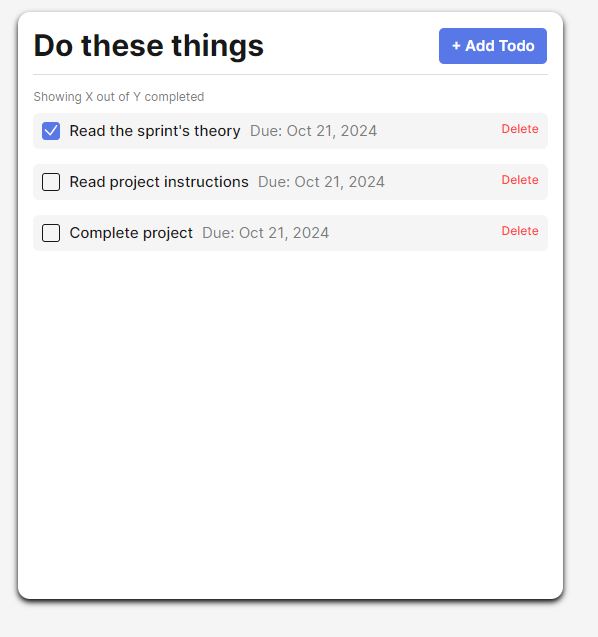 Do these things
+ Add Todo
Showing X out of Y completed
Read the sprint's theory Due: Oct 21, 2024 Delete
Read project instructions Due: Oct 21, 2024 Delete
Complete project Due: Oct 21, 2024 Delete